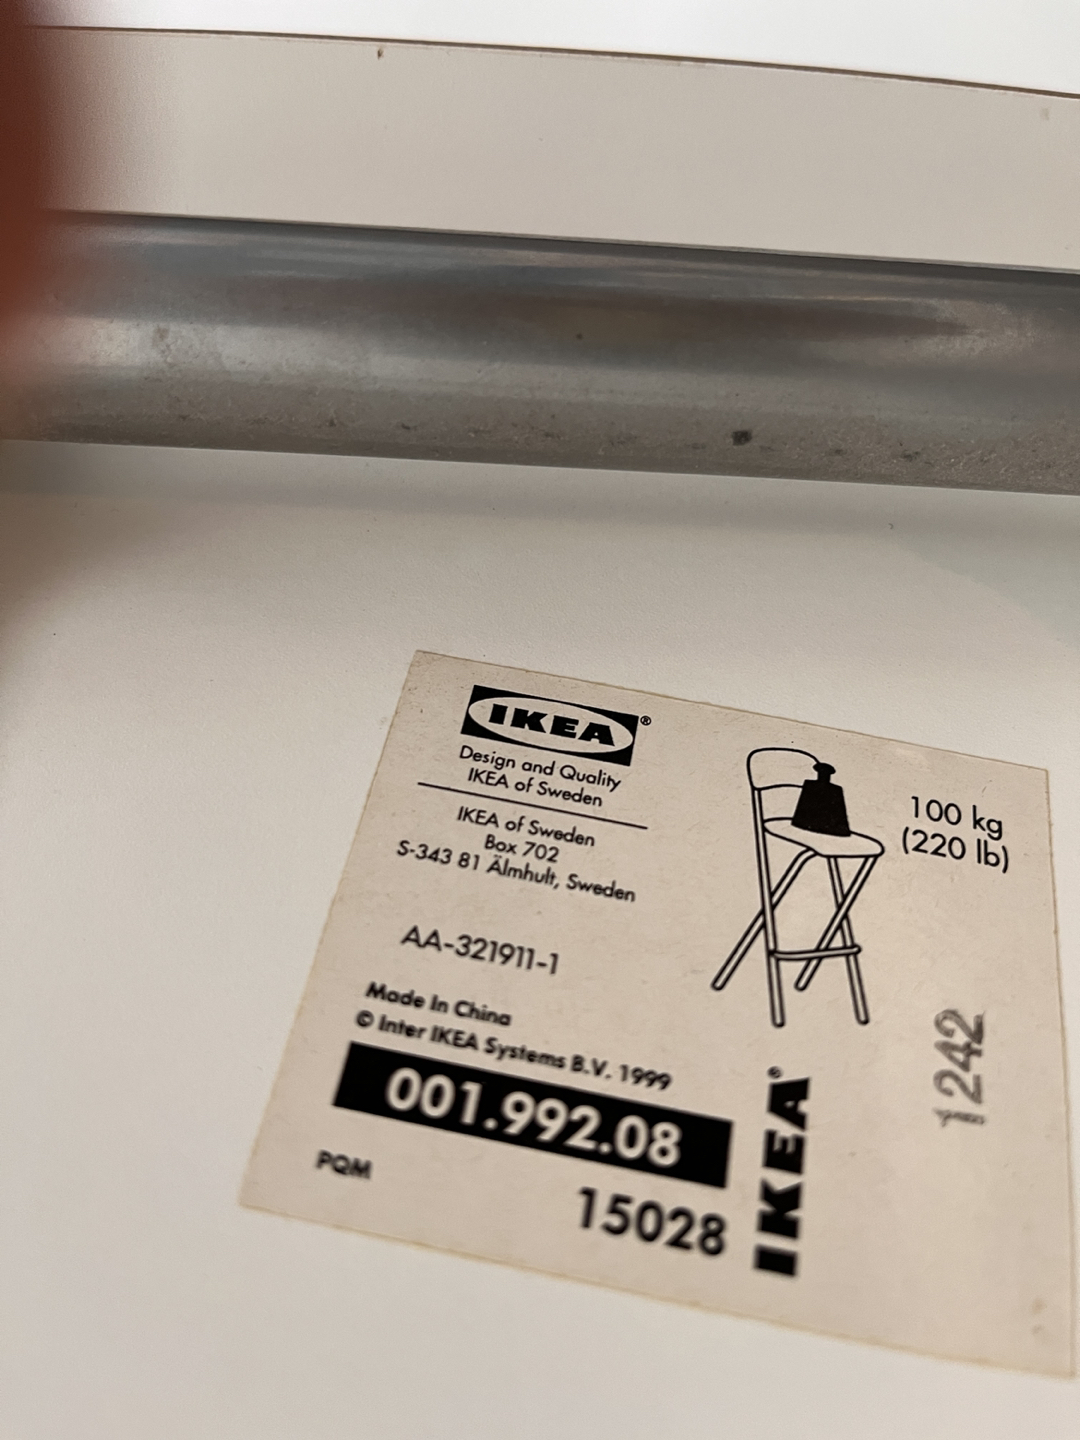 IKEA®
Design and Quality
IKEA of Sweden
IKEA of Sweden
Box 702
S-343 81 Älmhult, Sweden
AA-321911-1
Made In China
© Inter IKEA Systems B.V. 1999
001.992.08
PQM
15028
100 kg
(220 lb)
IKEA®
1242